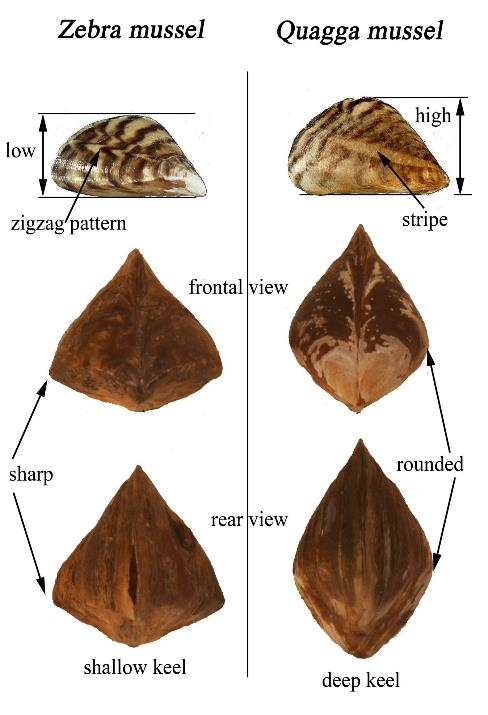 Zebra mussel
Quagga mussel
low
high
zigzag pattern
stripe
frontal view
sharp
rounded
rear view
shallow keel
deep keel